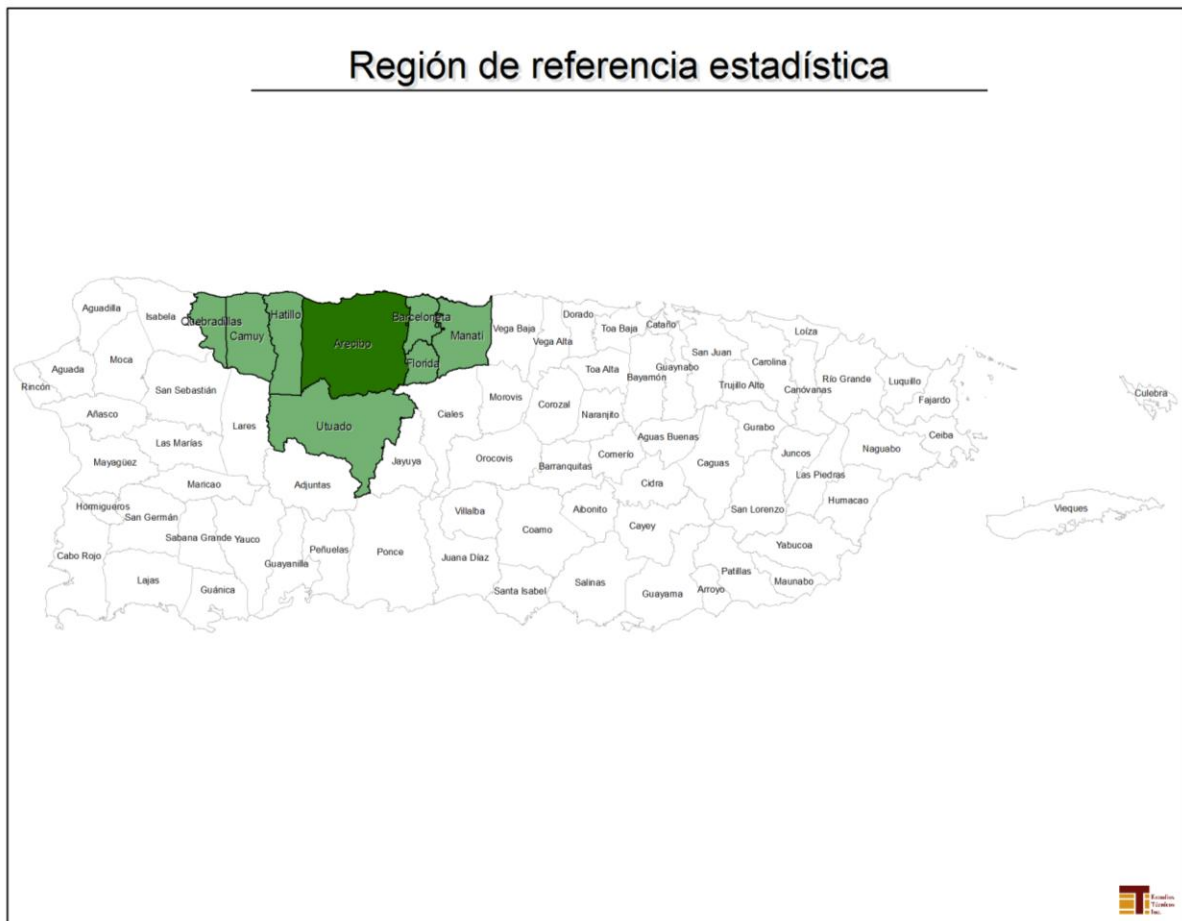 Región de referencia estadística
Aguadilla
Isabela
Quebradillas
Camuy
Hatillo
Arecibo
Barceloneta
Manatí
Florida
Vega Baja
Vega Alta
Dorado
Toa Baja
Cataño
San Juan
Loíza
Moca
Aguada
Rincón
San Sebastián
Añasco
Lares
Utuado
Ciales
Morovis
Corozal
Toa Alta
Naranjito
Bayamón
Guaynabo
Trujillo Alto
Carolina
Canóvanas
Río Grande
Luquillo
Fajardo
Ceiba
Culebra
Las Marías
Mayagüez
Maricao
Adjuntas
Jayuya
Orocovis
Barranquitas
Comerío
Aguas Buenas
Cidra
Caguas
Gurabo
Juncos
Las Piedras
Naguabo
Humacao
San Lorenzo
Vieques
Hormigueros
San Germán
Sabana Grande
Yauco
Cabo Rojo
Lajas
Guánica
Guayanilla
Peñuelas
Ponce
Villalba
Juana Díaz
Coamo
Aibonito
Cayey
Santa Isabel
Salinas
Guayama
Arroyo
Patillas
Yabucoa
Maunabo
Estudios
Técnicos
Inc.